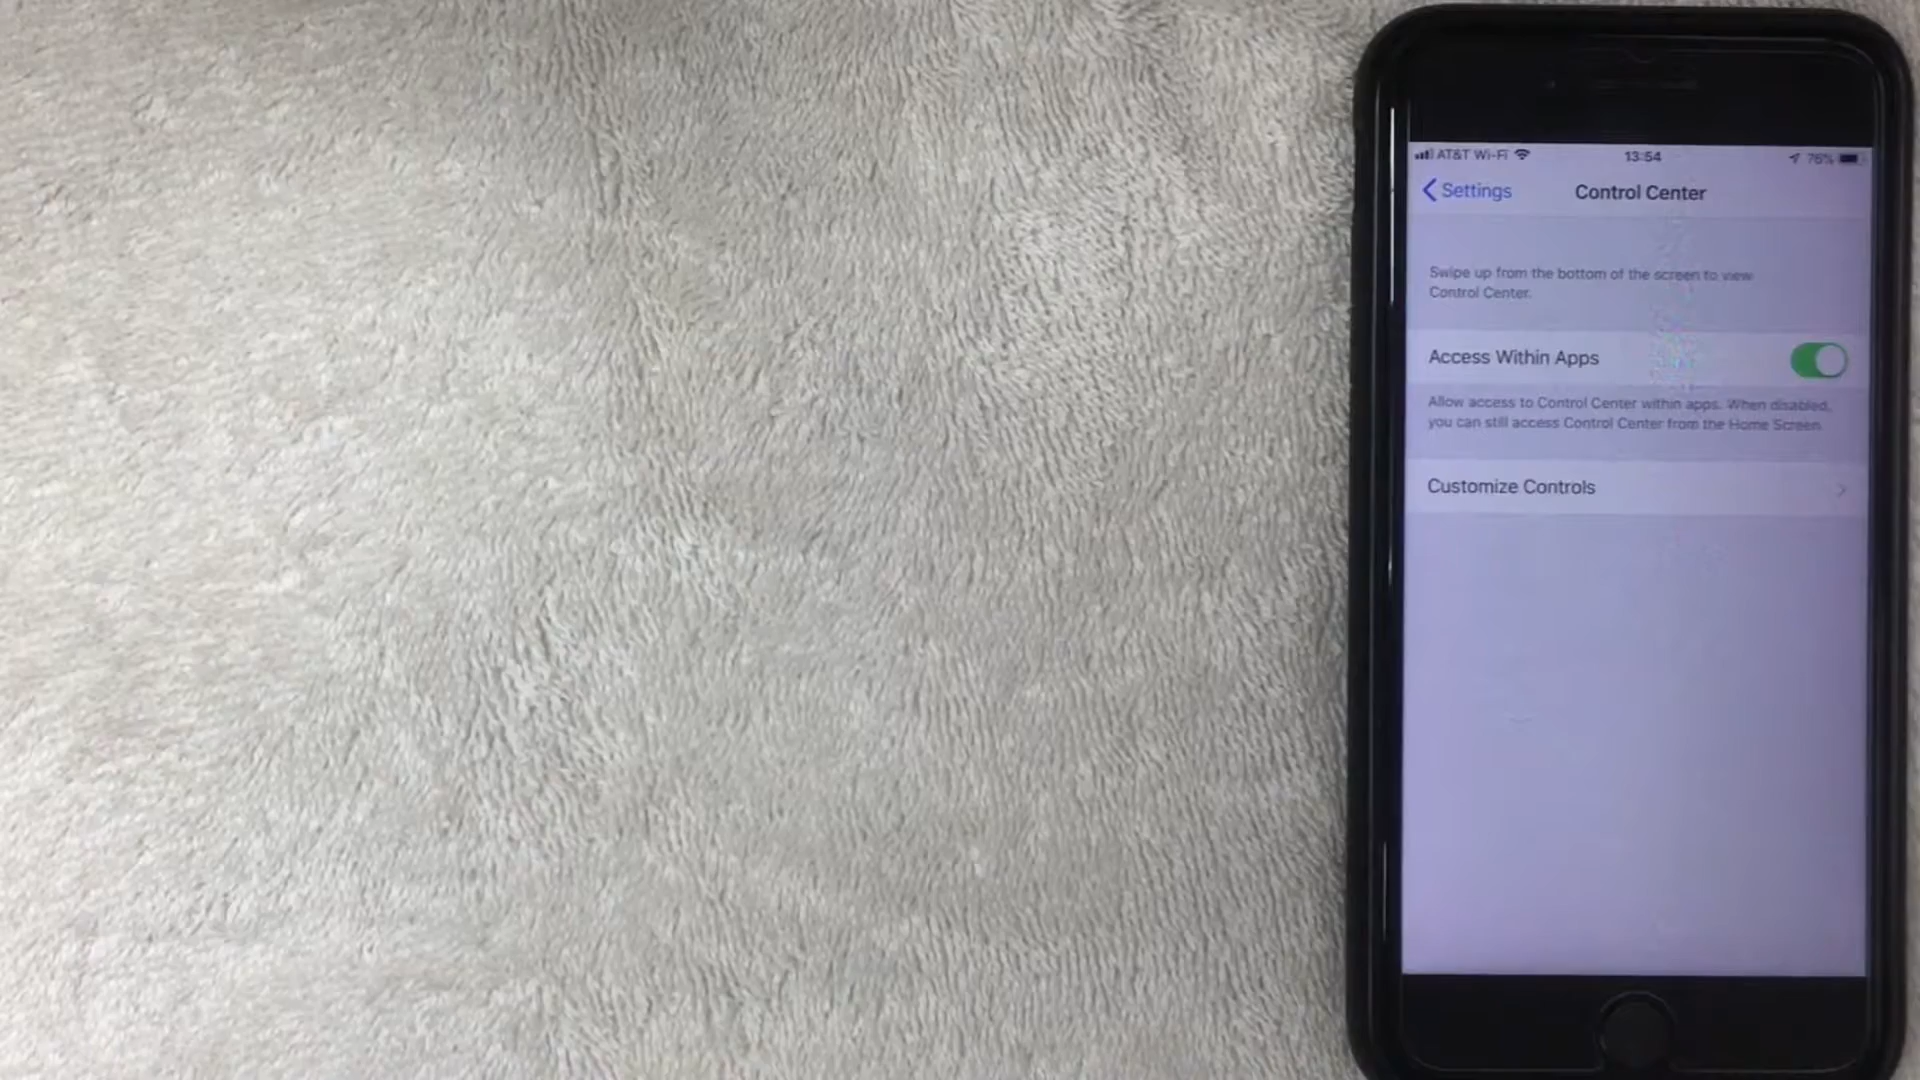 AT&T Wi-Fi 13:54 76%
Settings Control Center
Swipe up from the bottom of the screen to view
Control Center.
Access Within Apps
Allow access to Control Center within apps. When disabled,
you can still access Control Center from the Home Screen.
Customize Controls